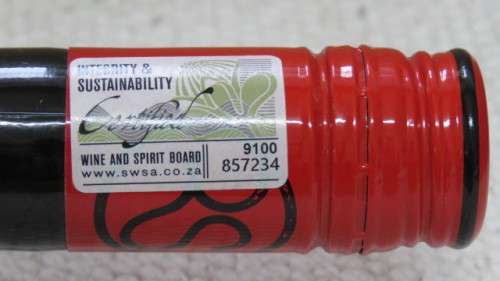 INTEGRITY &
SUSTAINABILITY
Certified
WINE AND SPIRIT BOARD
www.swsa.co.za
9100
857234